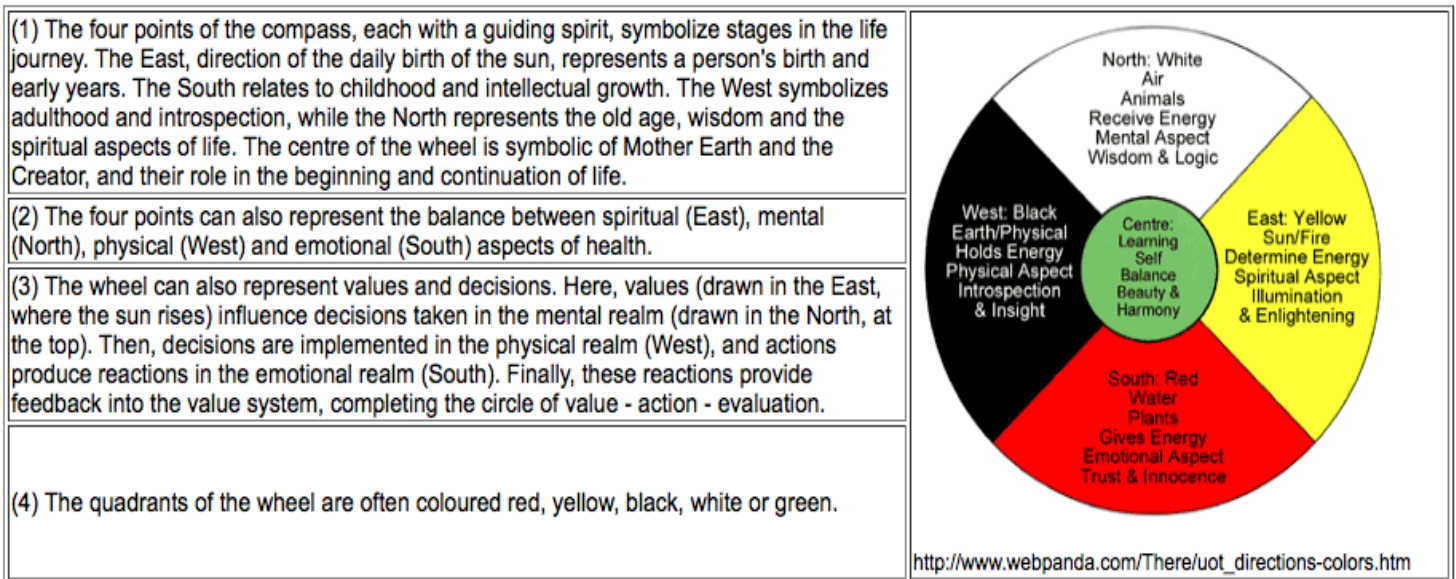 (1) The four points of the compass, each with a guiding spirit, symbolize stages in the life
journey. The East, direction of the daily birth of the sun, represents a person's birth and
early years. The South relates to childhood and intellectual growth. The West symbolizes
adulthood and introspection, while the North represents the old age, wisdom and the
spiritual aspects of life. The centre of the wheel is symbolic of Mother Earth and the
Creator, and their role in the beginning and continuation of life.
(2) The four points can also represent the balance between spiritual (East), mental
(North), physical (West) and emotional (South) aspects of health.
(3) The wheel can also represent values and decisions. Here, values (drawn in the East,
where the sun rises) influence decisions taken in the mental realm (drawn in the North, at
the top). Then, decisions are implemented in the physical realm (West), and actions
produce reactions in the emotional realm (South). Finally, these reactions provide
feedback into the value system, completing the circle of value - action - evaluation.
(4) The quadrants of the wheel are often coloured red, yellow, black, white or green.
North: White
Air
Animals
Receive Energy
Mental Aspect
Wisdom & Logic
West: Black
Earth/Physical
Holds Energy
Physical Aspect
Introspection
& Insight
Centre:
Learning
Self
Balance
Beauty &
Harmony
East: Yellow
Sun/Fire
Determine Energy
Spiritual Aspect
Illumination
& Enlightening
South: Red
Water
Plants
Gives Energy
Emotional Aspect
Trust & Innocence
http://www.webpanda.com/There/uot_directions-colors.htm